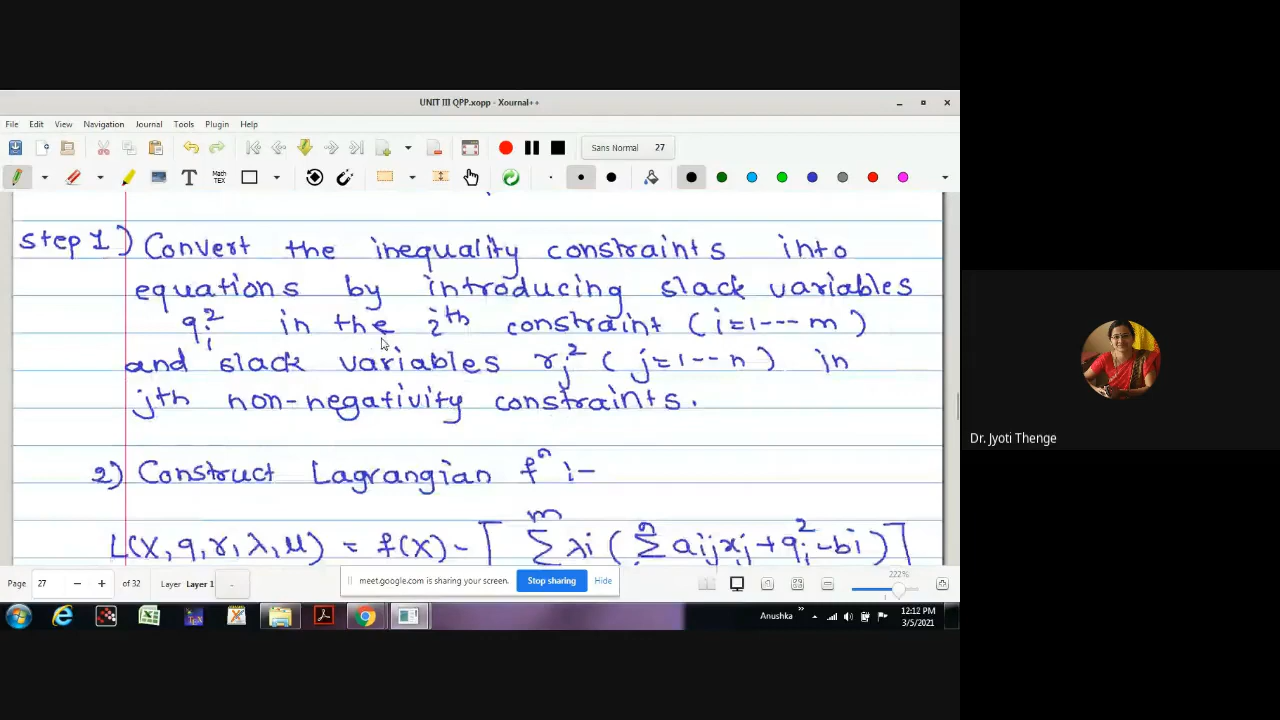 UNIT III QPP.xopp - Xournal++
File Edit View Navigation Journal Tools Plugin Help
Sans Normal 27
Math TEX
step 1) Convert the inequality constraints into
equations by introducing slack variables
qi² in the ith constraint (i=1---m)
and slack variables rj² (j=1--n) in
jth non-negativity constraints.
2) Construct Lagrangian fⁿ :-
L(X, q, r, λ, μ) = f(X) - [ m Σ λi ( n Σ aij xj + qi² - bi ) ]
Page 27 of 32 Layer Layer 1
meet.google.com is sharing your screen. Stop sharing Hide
222%
Anushka
12:12 PM
3/5/2021
Dr. Jyoti Thenge